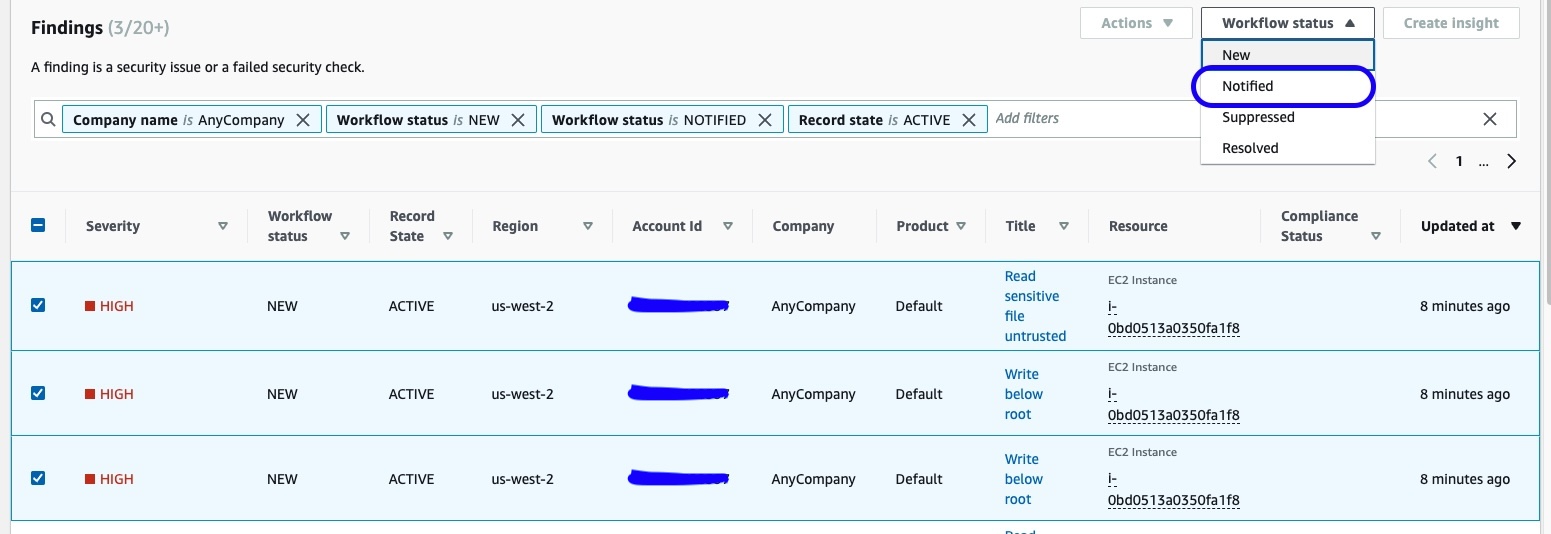 Findings (3/20+)
Actions
Workflow status
Create insight
New
A finding is a security issue or a failed security check.
Notified
Company name is AnyCompany
Workflow status is NEW
Workflow status is NOTIFIED
Record state is ACTIVE
Add filters
Suppressed
Resolved
1 ...
Severity
Workflow
status
Record
State
Region
Account Id
Company
Product
Title
Resource
Compliance
Status
Updated at
HIGH
NEW
ACTIVE
us-west-2
AnyCompany
Default
Read
sensitive
file
untrusted
EC2 Instance
i-
0bd0513a0350fa1f8
8 minutes ago
HIGH
NEW
ACTIVE
us-west-2
AnyCompany
Default
Write
below
root
EC2 Instance
i-
0bd0513a0350fa1f8
8 minutes ago
HIGH
NEW
ACTIVE
us-west-2
AnyCompany
Default
Write
below
root
EC2 Instance
i-
0bd0513a0350fa1f8
8 minutes ago
Read